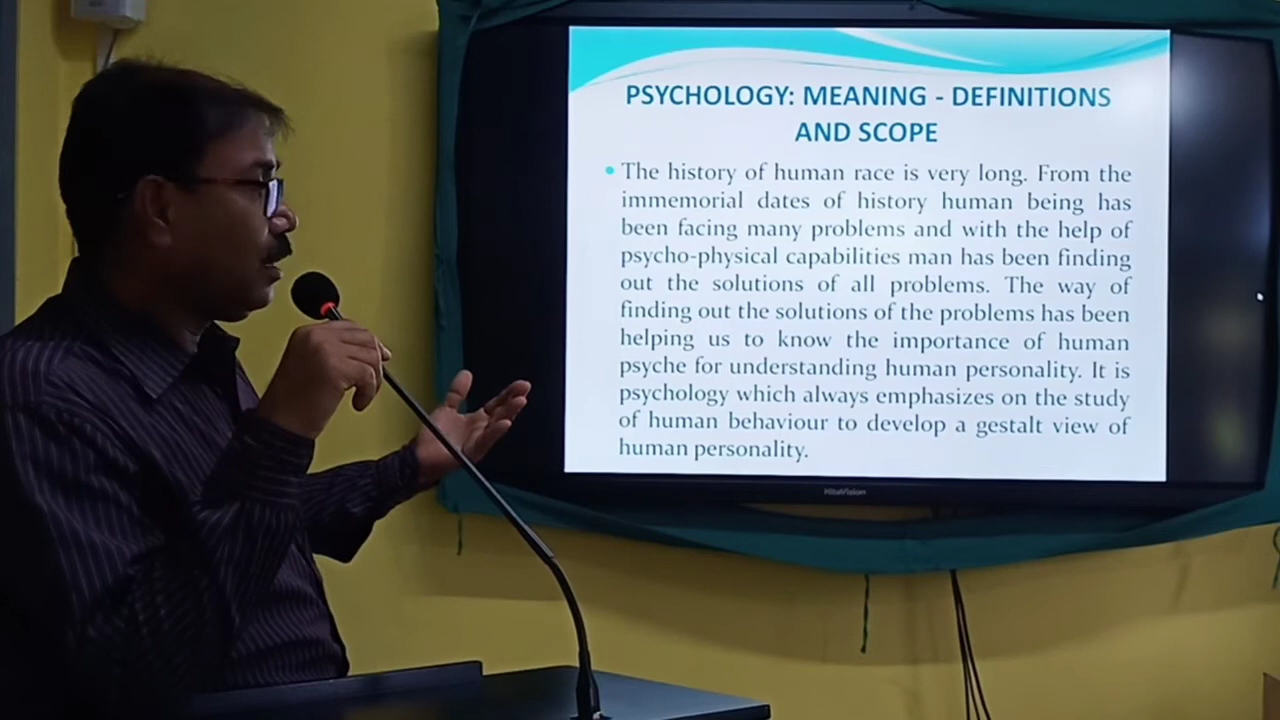 PSYCHOLOGY: MEANING - DEFINITIONS
AND SCOPE
• The history of human race is very long. From the
immemorial dates of history human being has
been facing many problems and with the help of
psycho-physical capabilities man has been finding
out the solutions of all problems. The way of
finding out the solutions of the problems has been
helping us to know the importance of human
psyche for understanding human personality. It is
psychology which always emphasizes on the study
of human behaviour to develop a gestalt view of
human personality.
HiteVision